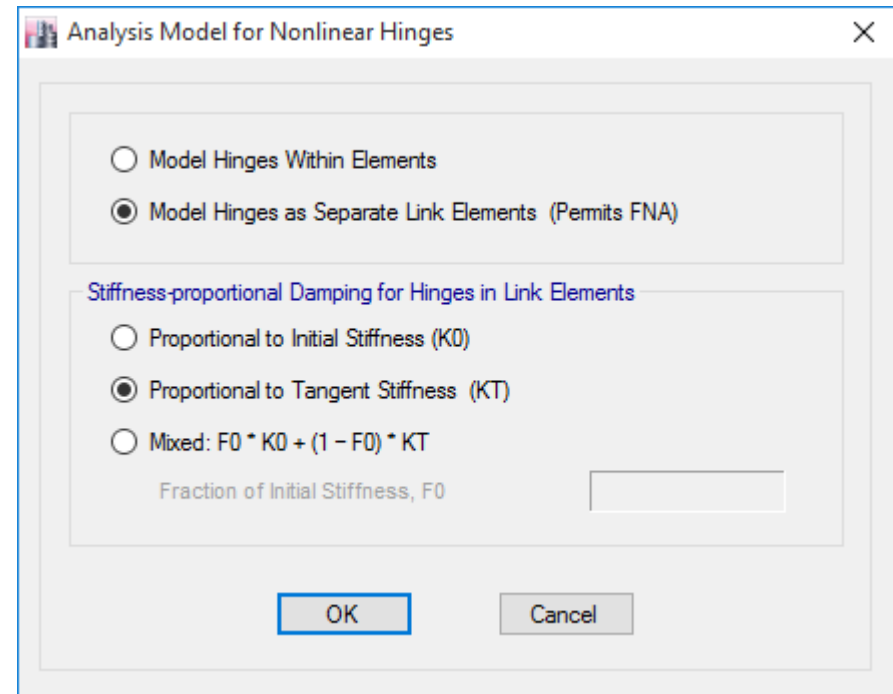 Analysis Model for Nonlinear Hinges
Model Hinges Within Elements
Model Hinges as Separate Link Elements (Permits FNA)
Stiffness-proportional Damping for Hinges in Link Elements
Proportional to Initial Stiffness (K0)
Proportional to Tangent Stiffness (KT)
Mixed: F0 * K0 + (1 − F0) * KT
Fraction of Initial Stiffness, F0
OK Cancel